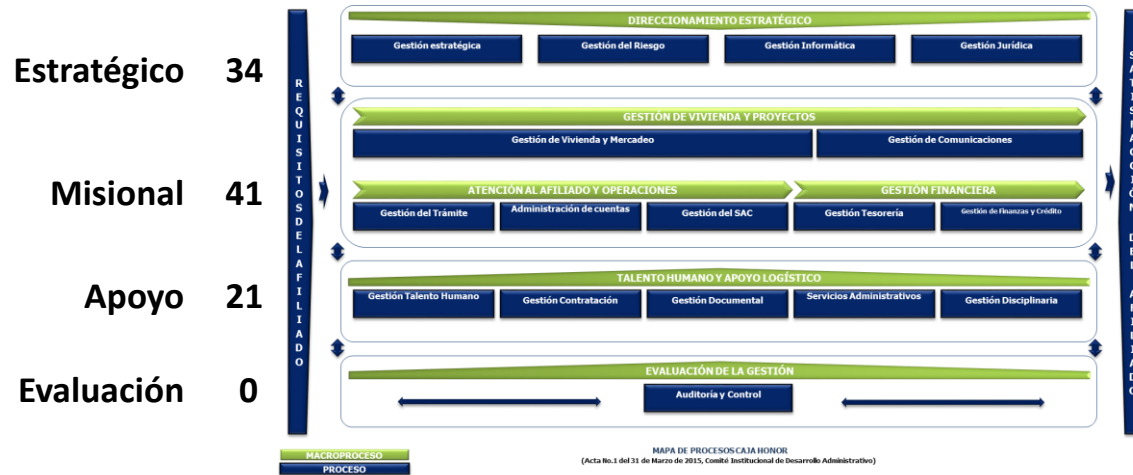 DIRECCIONAMIENTO ESTRATÉGICO
Gestión estratégica
Gestión del Riesgo
Gestión Informática
Gestión Jurídica
Estratégico 34
GESTIÓN DE VIVIENDA Y PROYECTOS
Gestión de Vivienda y Mercadeo
Gestión de Comunicaciones
Misional 41
ATENCIÓN AL AFILIADO Y OPERACIONES
GESTIÓN FINANCIERA
Gestión del Trámite
Administración de cuentas
Gestión del SAC
Gestión Tesorería
Gestión de Finanzas y Crédito
Apoyo 21
TALENTO HUMANO Y APOYO LOGÍSTICO
Gestión Talento Humano
Gestión Contratación
Gestión Documental
Servicios Administrativos
Gestión Disciplinaria
Evaluación 0
EVALUACIÓN DE LA GESTIÓN
Auditoría y Control
REQUISITOS DEL AFILIADO
SATISFACCIÓN DEL AFILIADO
MACROPROCESO
PROCESO
MAPA DE PROCESOS CAJA HONOR
(Acta No.1 del 31 de Marzo de 2015, Comité Institucional de Desarrollo Administrativo)